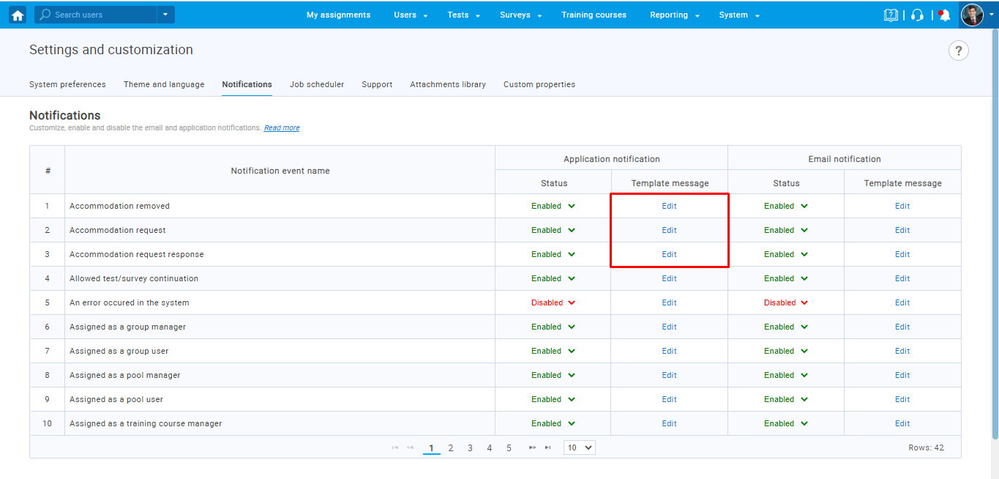 Search users
My assignments Users Tests Surveys Training courses Reporting System
Settings and customization
?
System preferences Theme and language Notifications Job scheduler Support Attachments library Custom properties
Notifications
Customize, enable and disable the email and application notifications. Read more
# Notification event name Application notification Email notification
Status Template message Status Template message
1 Accommodation removed Enabled Edit Enabled Edit
2 Accommodation request Enabled Edit Enabled Edit
3 Accommodation request response Enabled Edit Enabled Edit
4 Allowed test/survey continuation Enabled Edit Enabled Edit
5 An error occured in the system Disabled Edit Disabled Edit
6 Assigned as a group manager Enabled Edit Enabled Edit
7 Assigned as a group user Enabled Edit Enabled Edit
8 Assigned as a pool manager Enabled Edit Enabled Edit
9 Assigned as a pool user Enabled Edit Enabled Edit
10 Assigned as a training course manager Enabled Edit Enabled Edit
1 2 3 4 5 10 Rows: 42